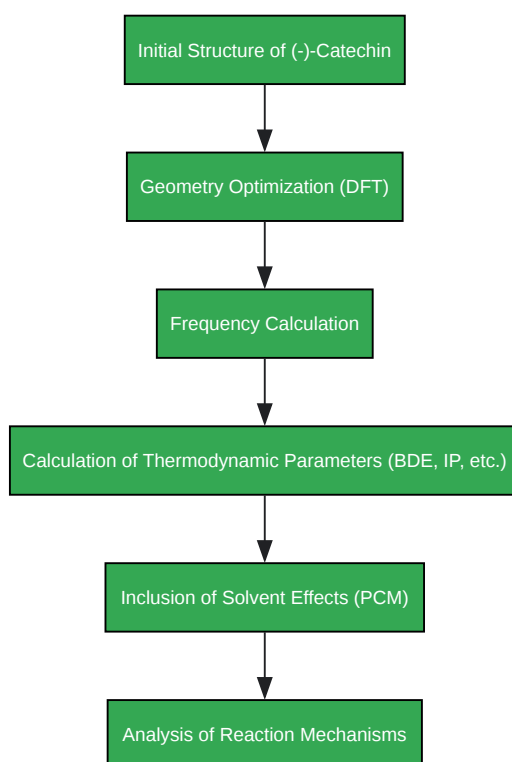 Initial Structure of (-)-Catechin
Geometry Optimization (DFT)
Frequency Calculation
Calculation of Thermodynamic Parameters (BDE, IP, etc.)
Inclusion of Solvent Effects (PCM)
Analysis of Reaction Mechanisms